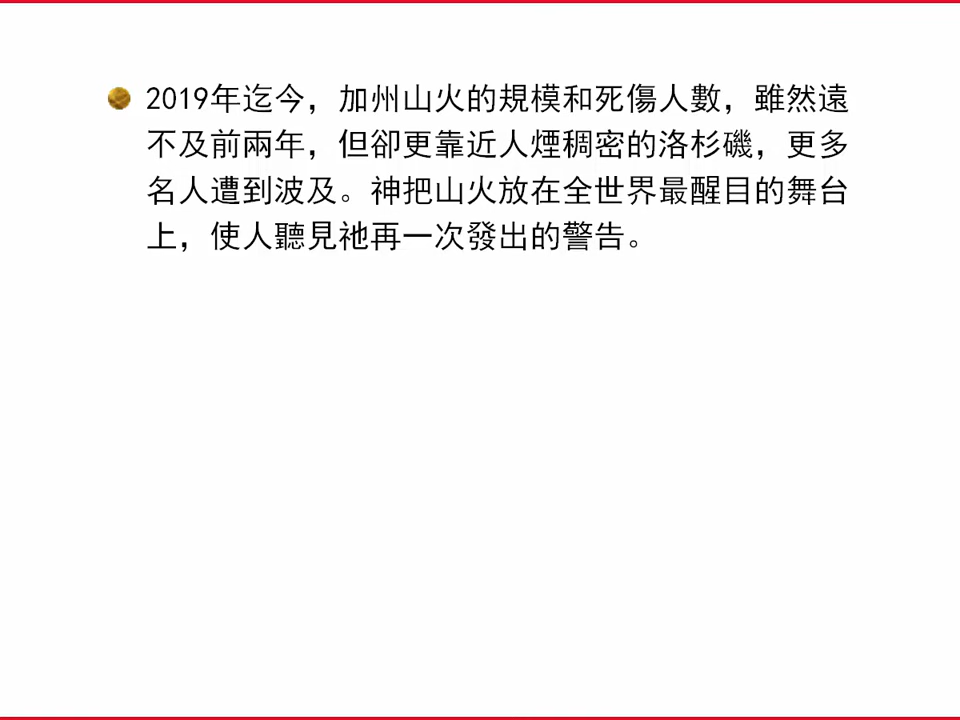 2019年迄今，加州山火的規模和死傷人數，雖然遠
不及前兩年，但卻更靠近人煙稠密的洛杉磯，更多
名人遭到波及。神把山火放在全世界最醒目的舞台
上，使人聽見祂再一次發出的警告。